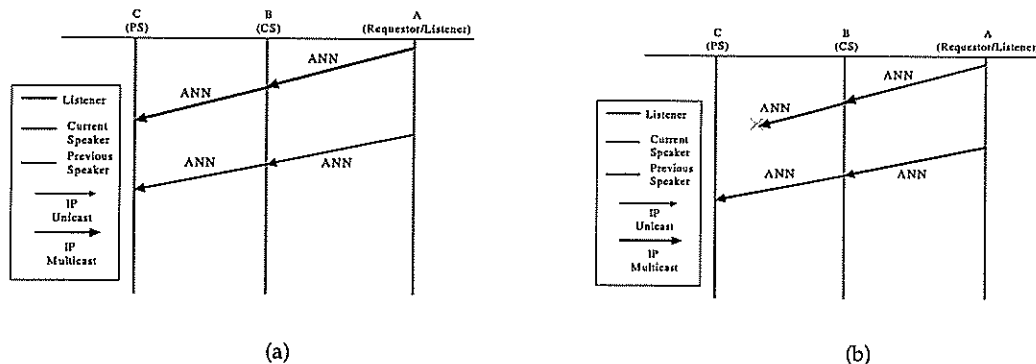 C
(PS)
B
(CS)
A
(Requestor/Listener)
ANN
ANN
ANN
ANN
Listener
Current
Speaker
Previous
Speaker
IP
Unicast
IP
Multicast
(a)
C
(PS)
B
(CS)
A
(Requestor/Listener)
ANN
ANN
ANN
ANN
Listener
Current
Speaker
Previous
Speaker
IP
Unicast
IP
Multicast
(b)